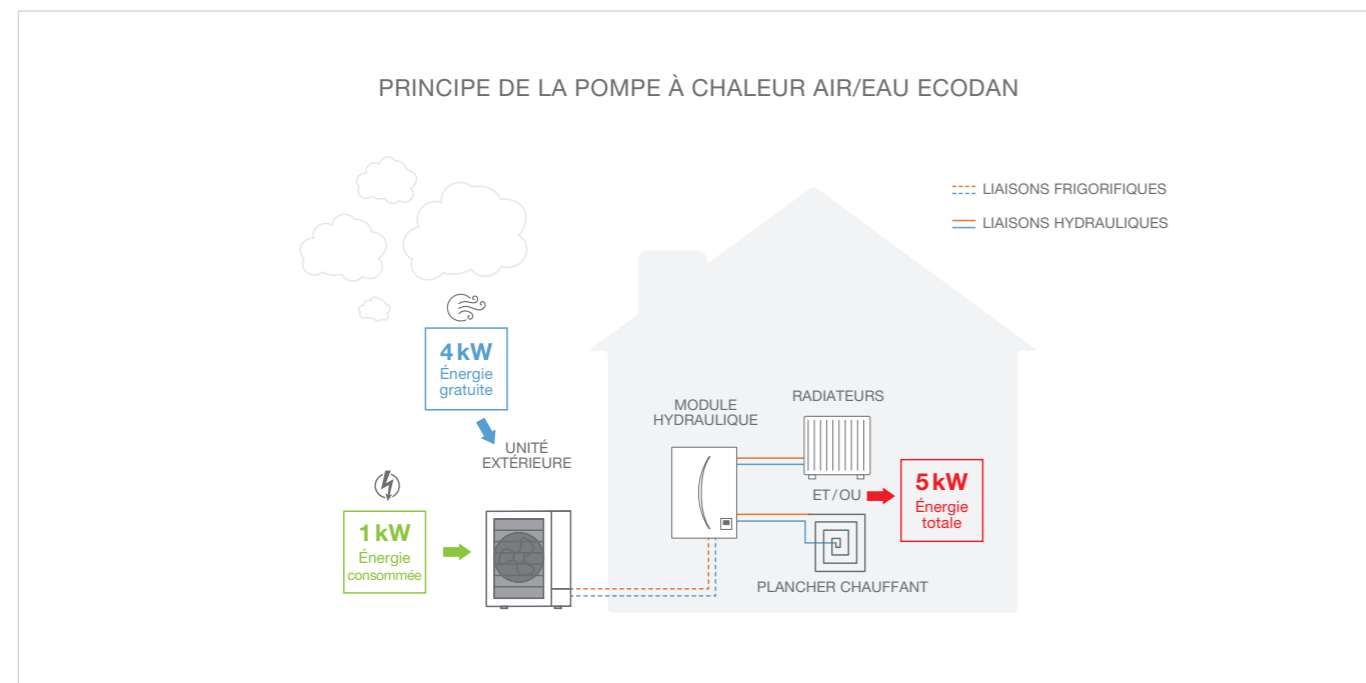 PRINCIPE DE LA POMPE À CHALEUR AIR/EAU ECODAN
LIAISONS FRIGORIFIQUES
LIAISONS HYDRAULIQUES
4 kW
Énergie
gratuite
UNITÉ
EXTÉRIEURE
1 kW
Énergie
consommée
MODULE
HYDRAULIQUE
RADIATEURS
ET / OU
PLANCHER CHAUFFANT
5 kW
Énergie
totale